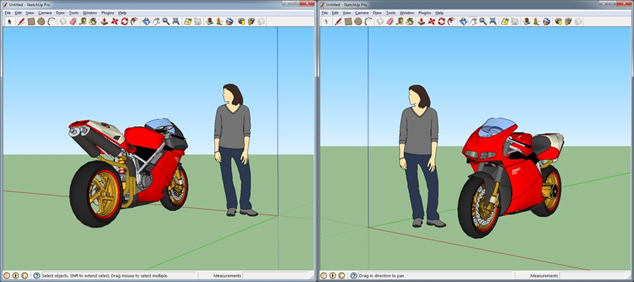 Untitled - SketchUp Pro
File Edit View Camera Draw Tools Window Plugins Help
Select objects. Shift to extend select. Drag mouse to select multiple.
Measurements
Untitled - SketchUp Pro
File Edit View Camera Draw Tools Window Plugins Help
Drag in direction to pan
Measurements